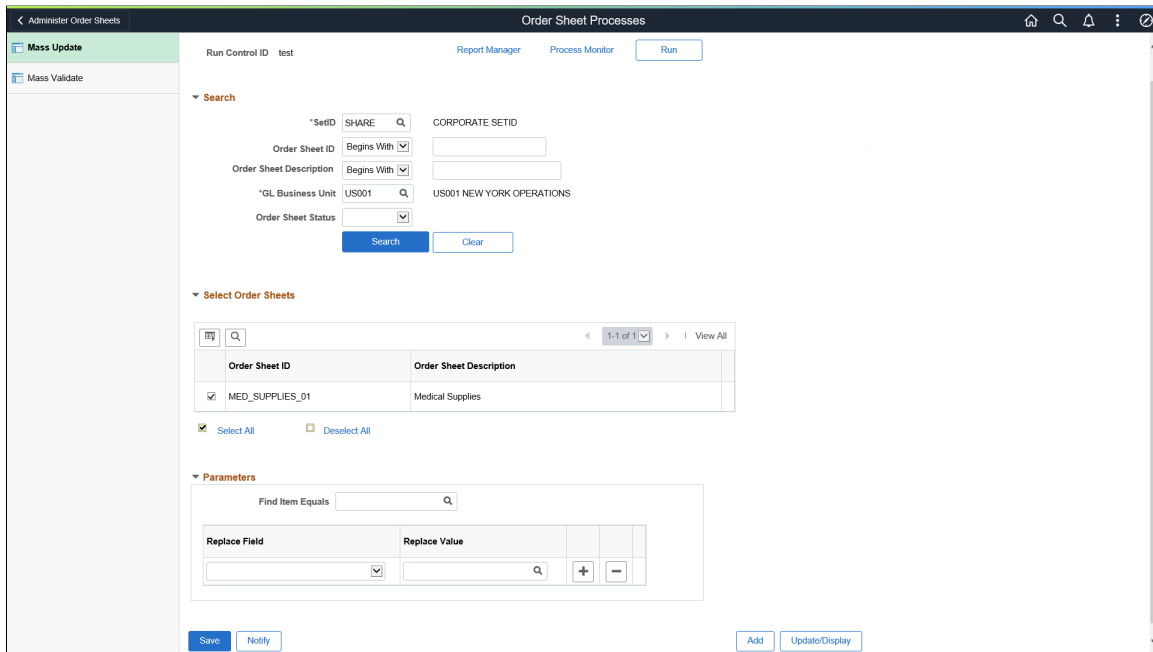 Administer Order Sheets
Order Sheet Processes
Mass Update
Mass Validate
Run Control ID test Report Manager Process Monitor Run
Search
*SetID SHARE CORPORATE SETID
Order Sheet ID Begins With
Order Sheet Description Begins With
*GL Business Unit US001 US001 NEW YORK OPERATIONS
Order Sheet Status
Search Clear
Select Order Sheets
1-1 of 1 | View All
Order Sheet ID Order Sheet Description
MED_SUPPLIES_01 Medical Supplies
Select All Deselect All
Parameters
Find Item Equals
Replace Field Replace Value
Save Notify Add Update/Display